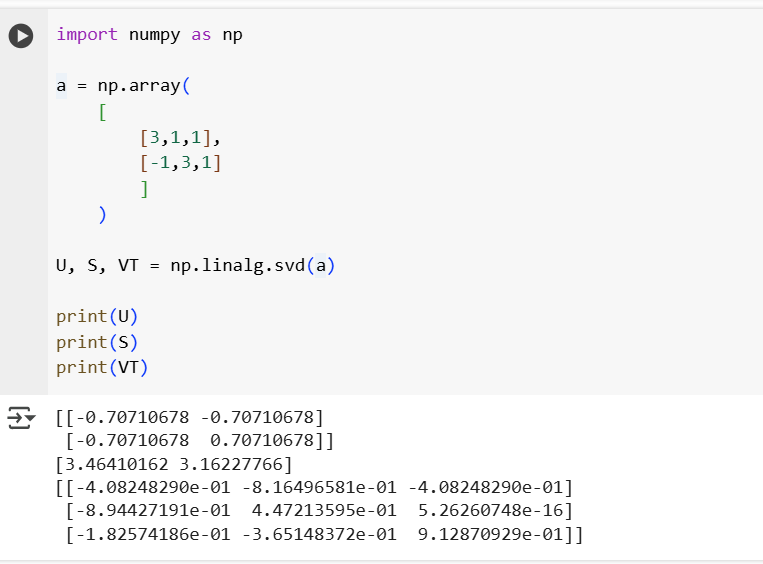 import numpy as np
a = np.array(
[
[3,1,1],
[-1,3,1]
]
)
U, S, VT = np.linalg.svd(a)
print(U)
print(S)
print(VT)
[[-0.70710678 -0.70710678]
[-0.70710678  0.70710678]]
[3.46410162 3.16227766]
[[-4.08248290e-01 -8.16496581e-01 -4.08248290e-01]
[-8.94427191e-01  4.47213595e-01  5.26260748e-16]
[-1.82574186e-01 -3.65148372e-01  9.12870929e-01]]